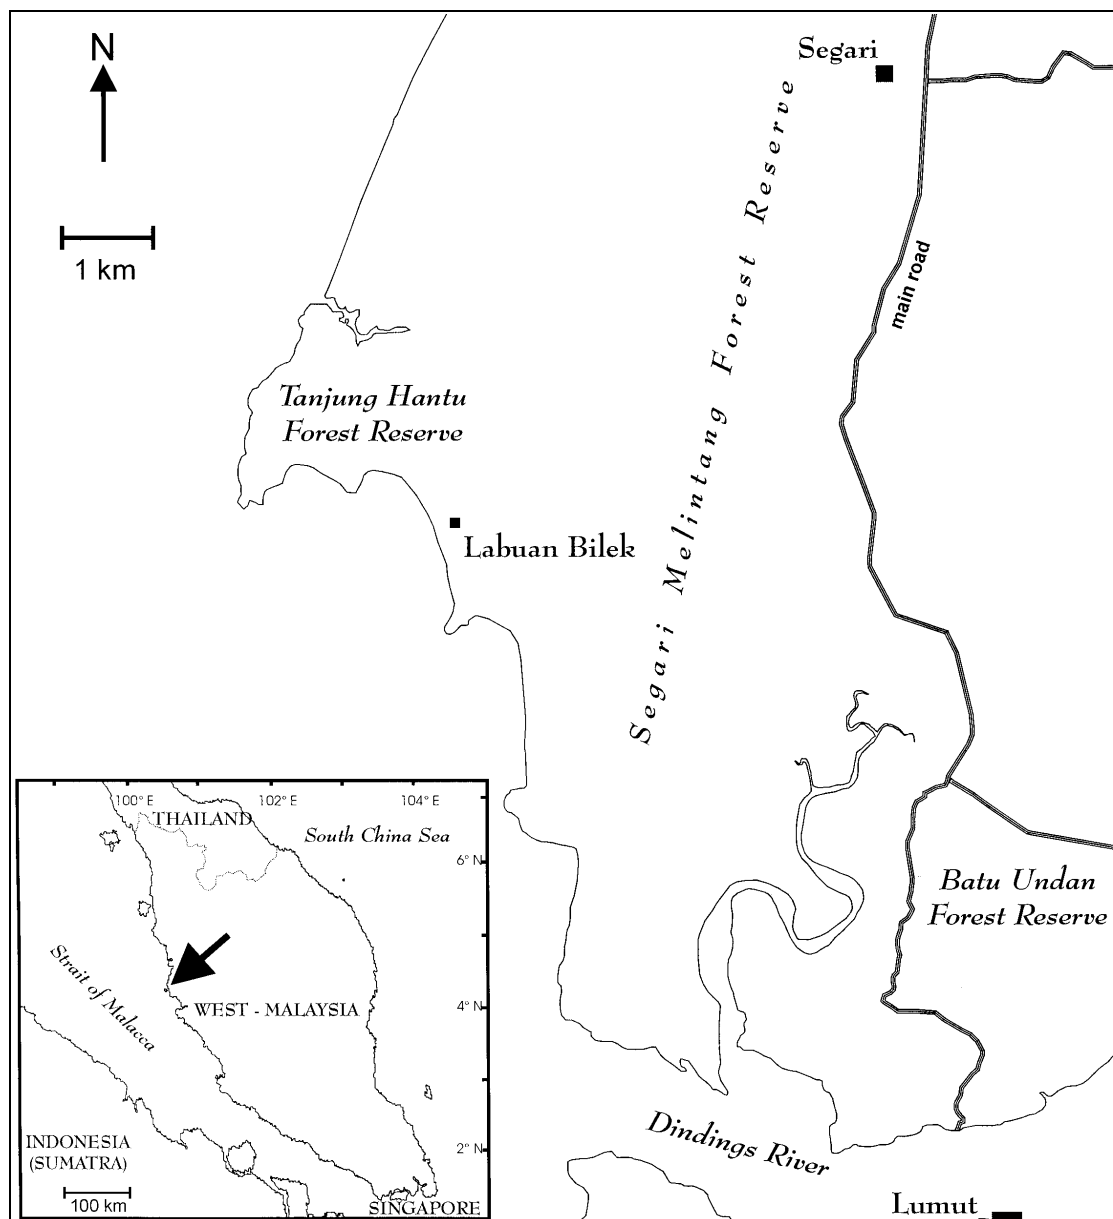 N
Segari
1 km
main road
Segari Melintang Forest Reserve
Tanjung Hantu
Forest Reserve
Labuan Bilek
Batu Undan
Forest Reserve
Dindings River
Lumut
100° E
102° E
104° E
THAILAND
South China Sea
6° N
Strait of Malacca
WEST - MALAYSIA
4° N
INDONESIA
(SUMATRA)
2° N
100 km
SINGAPORE